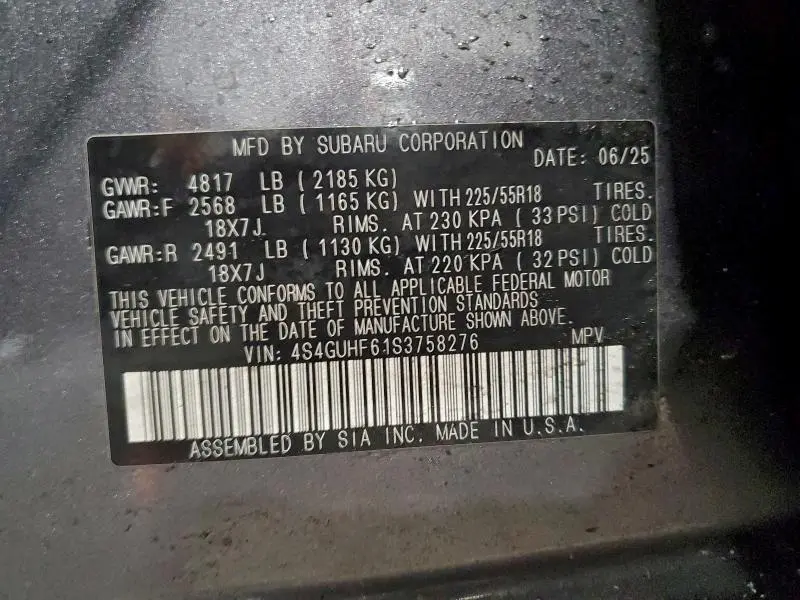 MFD BY SUBARU CORPORATION
DATE: 06/25
GVWR: 4817 LB ( 2185 KG)
GAWR:F 2568 LB ( 1165 KG) WITH 225/55R18 TIRES.
18X7J RIMS. AT 230 KPA ( 33 PSI) COLD
GAWR:R 2491 LB ( 1130 KG) WITH 225/55R18 TIRES.
18X7J RIMS. AT 220 KPA ( 32 PSI) COLD
THIS VEHICLE CONFORMS TO ALL APPLICABLE FEDERAL MOTOR
VEHICLE SAFETY AND THEFT PREVENTION STANDARDS
IN EFFECT ON THE DATE OF MANUFACTURE SHOWN ABOVE.
VIN: 4S4GUHF61S3758276 MPV
ASSEMBLED BY SIA INC. MADE IN U.S.A.